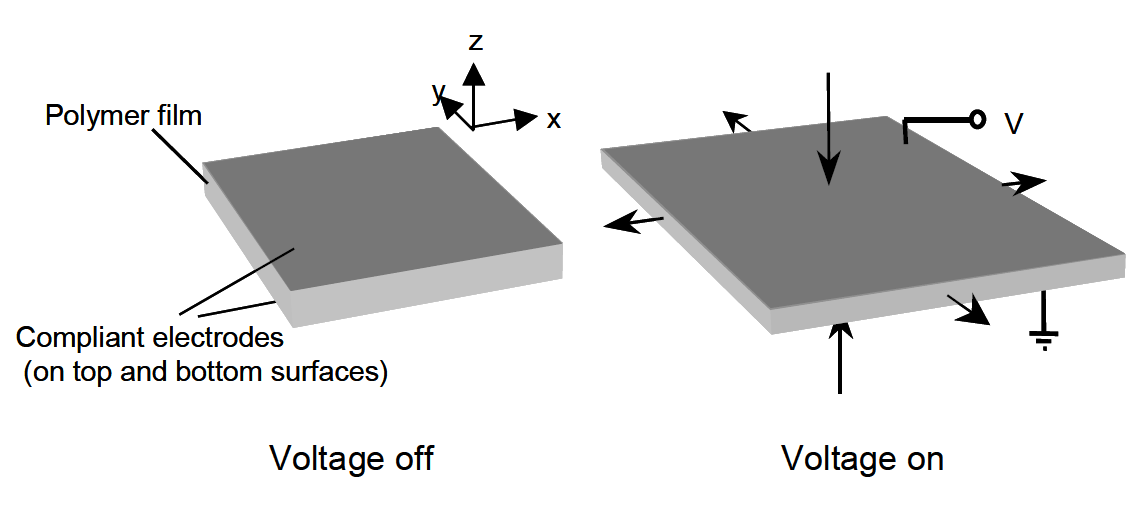 z
y
x
Polymer film
V
Compliant electrodes
(on top and bottom surfaces)
Voltage off
Voltage on